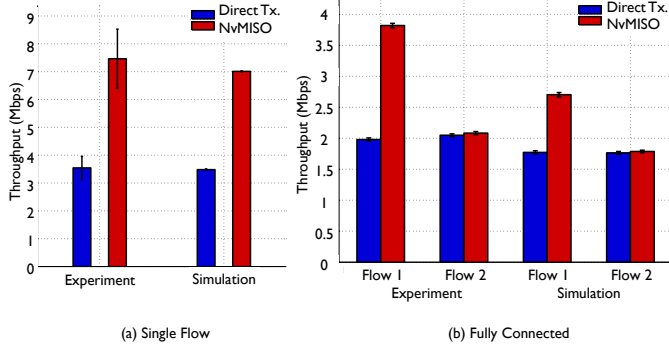 Direct Tx.
NvMISO
Throughput (Mbps)
9
8
7
6
5
4
3
2
1
0
Experiment
Simulation
(a) Single Flow
Direct Tx.
NvMISO
Throughput (Mbps)
4
3.5
3
2.5
2
1.5
1
0.5
0
Flow 1
Flow 2
Flow 1
Flow 2
Experiment
Simulation
(b) Fully Connected